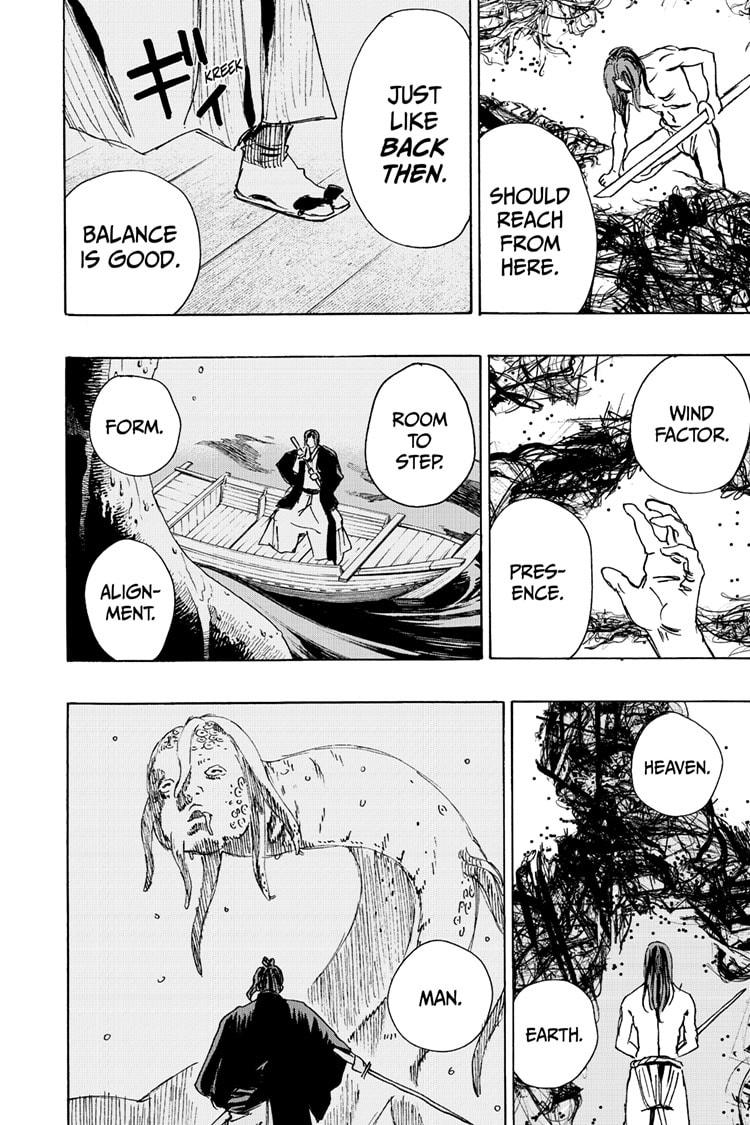 SHOULD
REACH
FROM
HERE.
JUST
LIKE
BACK
THEN.
ギイ
KREEK
BALANCE
IS GOOD.
WIND
FACTOR.
PRES-
ENCE.
ROOM
TO
STEP.
FORM.
ALIGN-
MENT.
HEAVEN.
EARTH.
MAN.